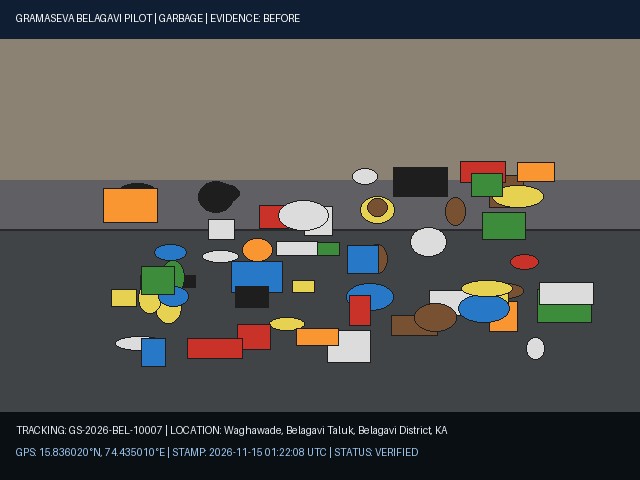 GRAMASEVA BELAGAVI PILOT | GARBAGE | EVIDENCE: BEFORE
TRACKING: GS-2026-BEL-10007 | LOCATION: Waghawade, Belagavi Taluk, Belagavi District, KA
GPS: 15.836020°N, 74.435010°E | STAMP: 2026-11-15 01:22:08 UTC | STATUS: VERIFIED